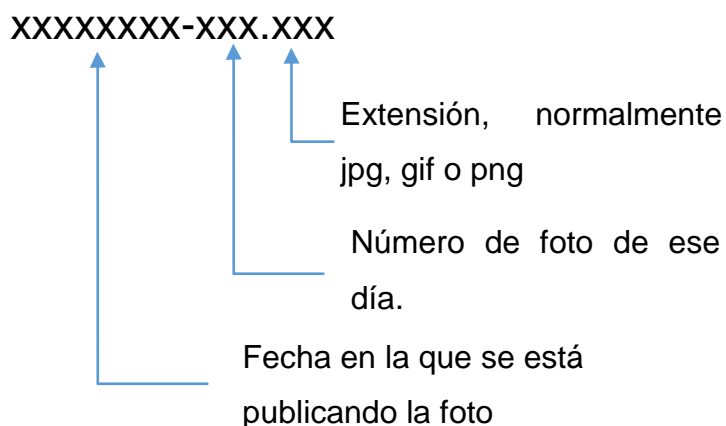 xxxxxxxx-xxx.xxx
Extensión, normalmente
jpg, gif o png
Número de foto de ese
día.
Fecha en la que se está
publicando la foto